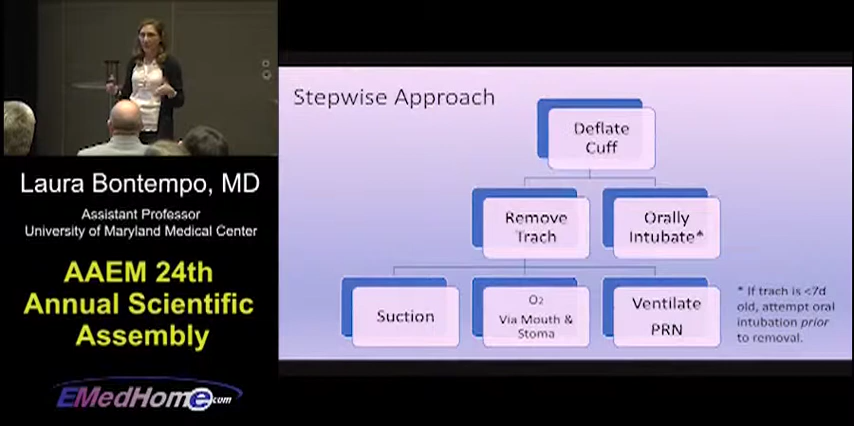 Stepwise Approach
Deflate
Cuff
Remove
Trach
Orally
Intubate*
Suction
O2
Via Mouth &
Stoma
Ventilate
PRN
* If trach is <7d
old, attempt oral
intubation prior
to removal.
Laura Bontempo, MD
Assistant Professor
University of Maryland Medical Center
AAEM 24th
Annual Scientific
Assembly
EMedHome.com